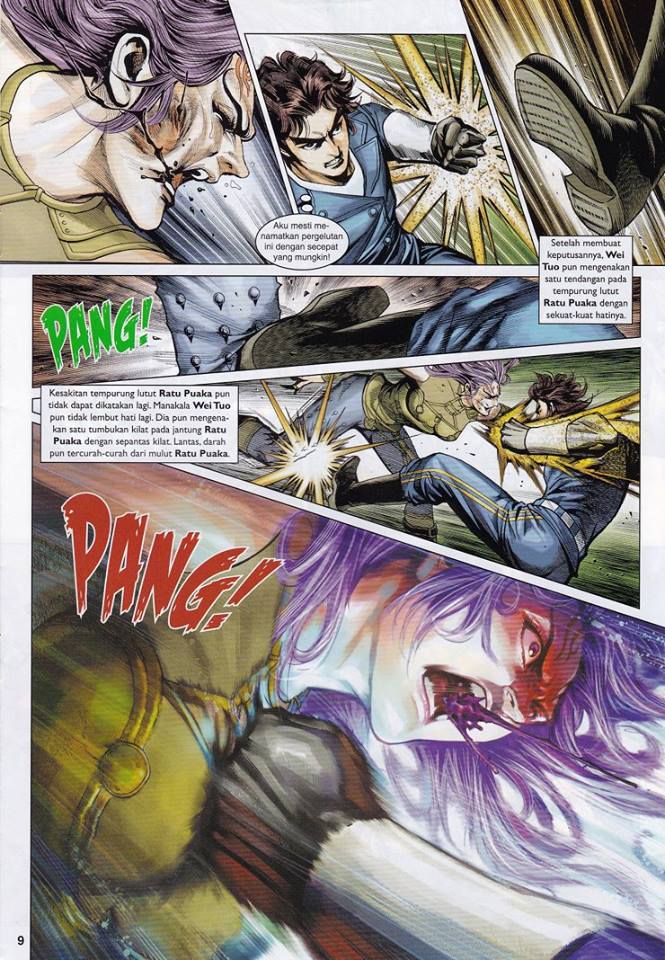 Aku mesti me-
namatkan pergelutan
ini dengan secepat
yang mungkin!
Setelah membuat
keputusannya, Wei
Tuo pun mengenakan
satu tendangan pada
tempurung lutut
Ratu Puaka dengan
sekuat-kuat hatinya.
PANG!
Kesakitan tempurung lutut Ratu Puaka pun
tidak dapat dikatakan lagi. Manakala Wei Tuo
pun tidak lembut hati lagi. Dia pun mengena-
kan satu tumbukan kilat pada jantung Ratu
Puaka dengan sepantas kilat. Lantas, darah
pun tercurah-curah dari mulut Ratu Puaka.
PANG!
9